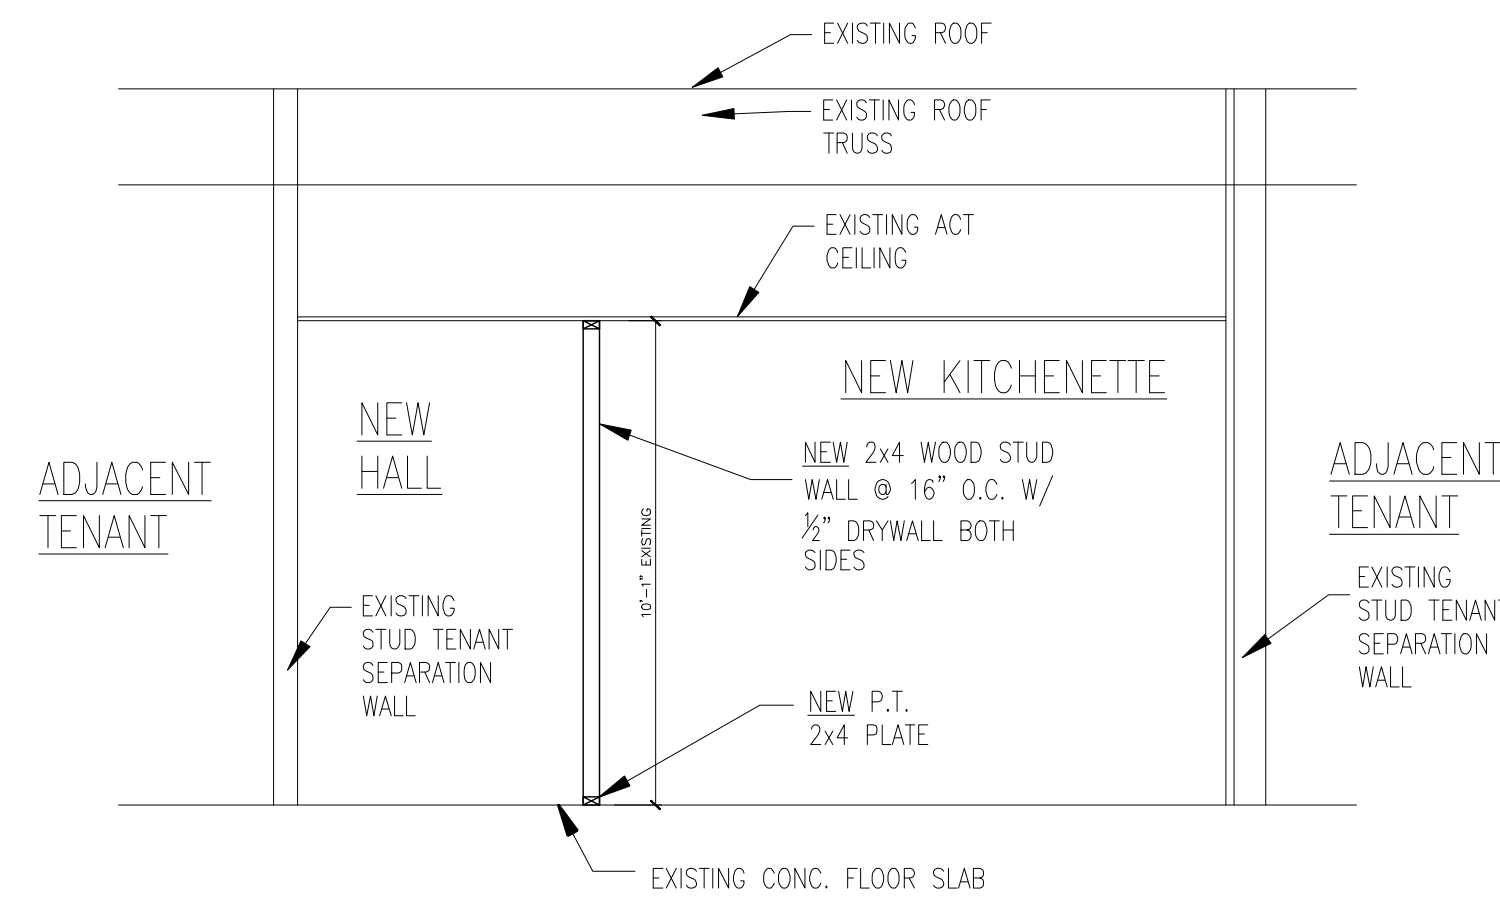 EXISTING ROOF
EXISTING ROOF
TRUSS
EXISTING ACT
CEILING
NEW KITCHENETTE
NEW
HALL
ADJACENT
TENANT
NEW 2x4 WOOD STUD
WALL @ 16" O.C. W/
½" DRYWALL BOTH
SIDES
ADJACENT
TENANT
10'-1" EXISTING
EXISTING
STUD TENANT
SEPARATION
WALL
EXISTING
STUD TENANT
SEPARATION
WALL
NEW P.T.
2x4 PLATE
EXISTING CONC. FLOOR SLAB